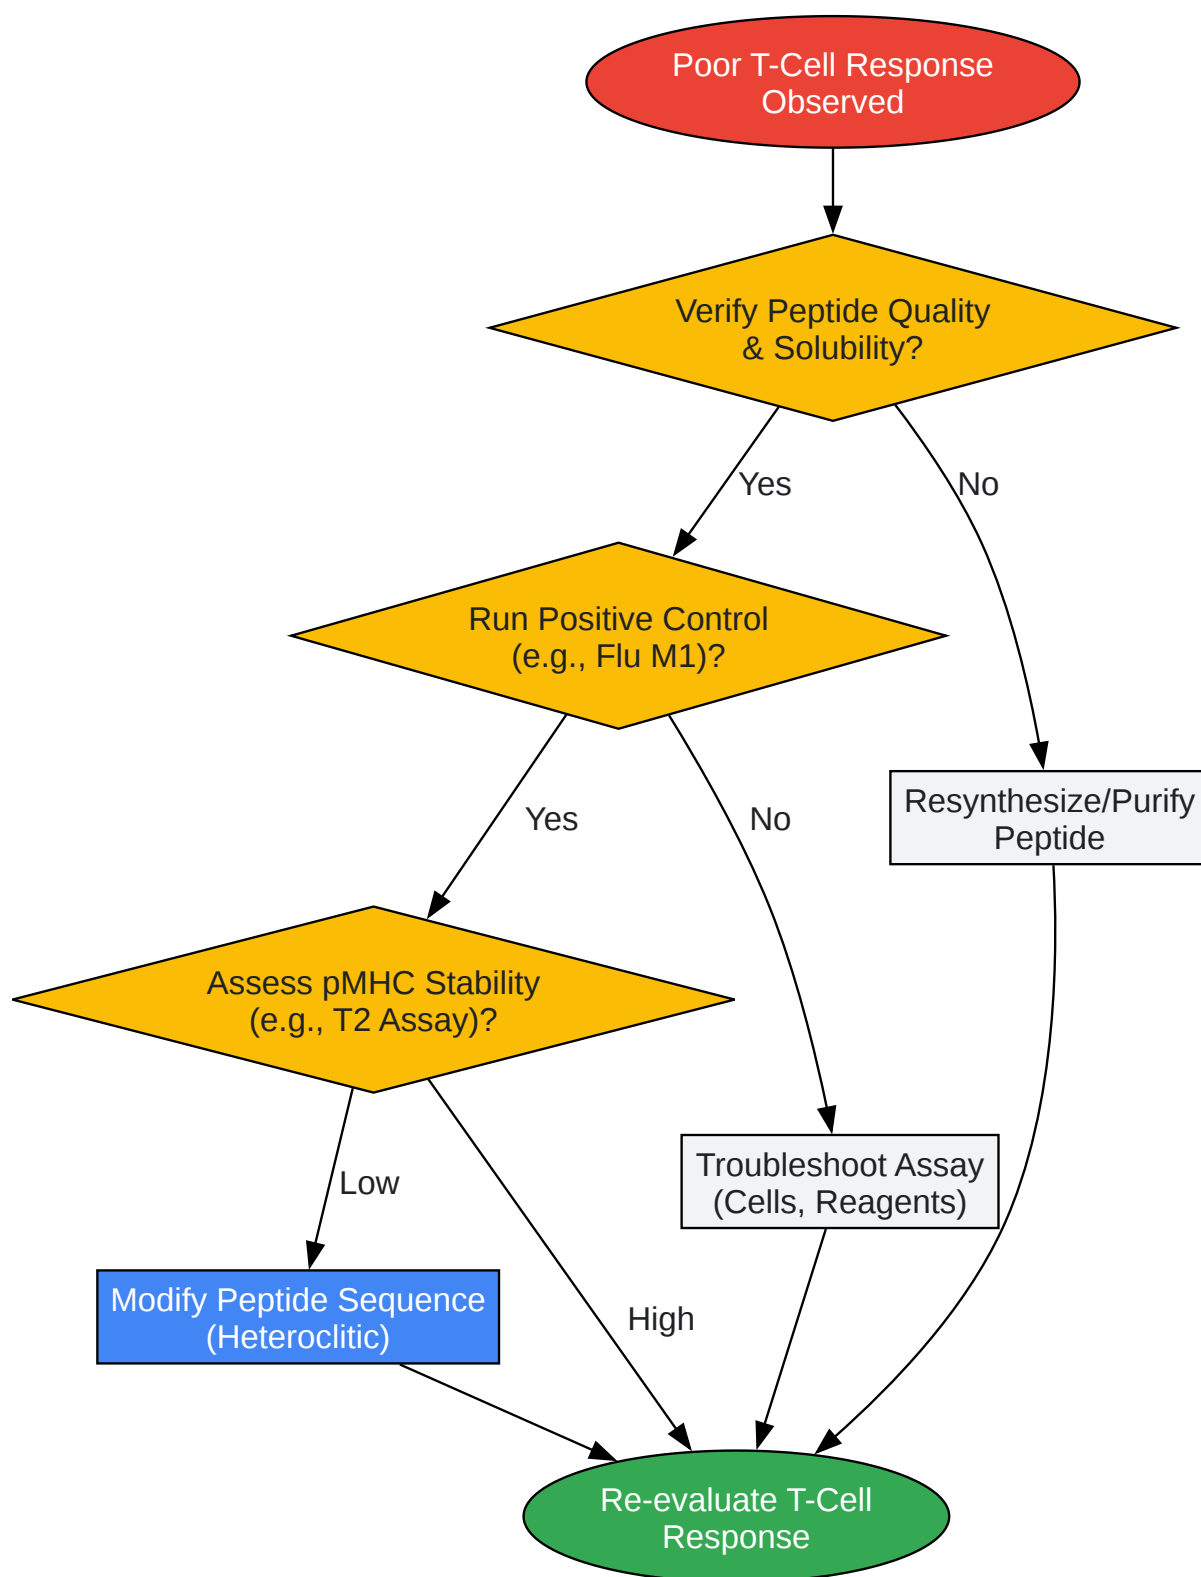 Poor T-Cell Response
Observed
Verify Peptide Quality
& Solubility?
Yes
No
Run Positive Control
(e.g., Flu M1)?
Yes
No
Resynthesize/Purify
Peptide
Assess pMHC Stability
(e.g., T2 Assay)?
Low
High
Troubleshoot Assay
(Cells, Reagents)
Modify Peptide Sequence
(Heteroclitic)
Re-evaluate T-Cell
Response